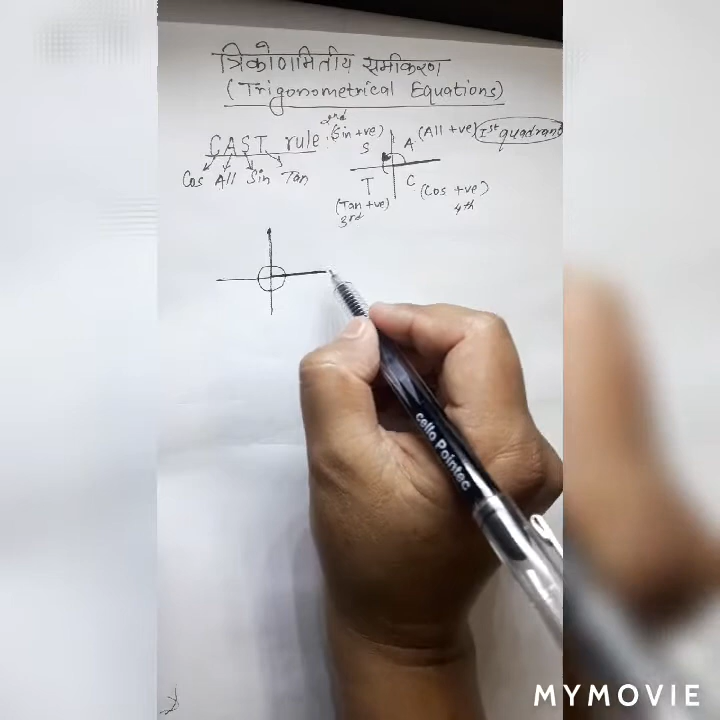 त्रिकोणमितीय समीकरण
(Trigonometrical Equations)
CAST rule :
Cos All Sin Tan
2nd (Sin +ve) (All +ve) Ist quadrant
S A
T C (Cos +ve)
(Tan +ve) 4th
3rd
cello Pointec
MYMOVIE